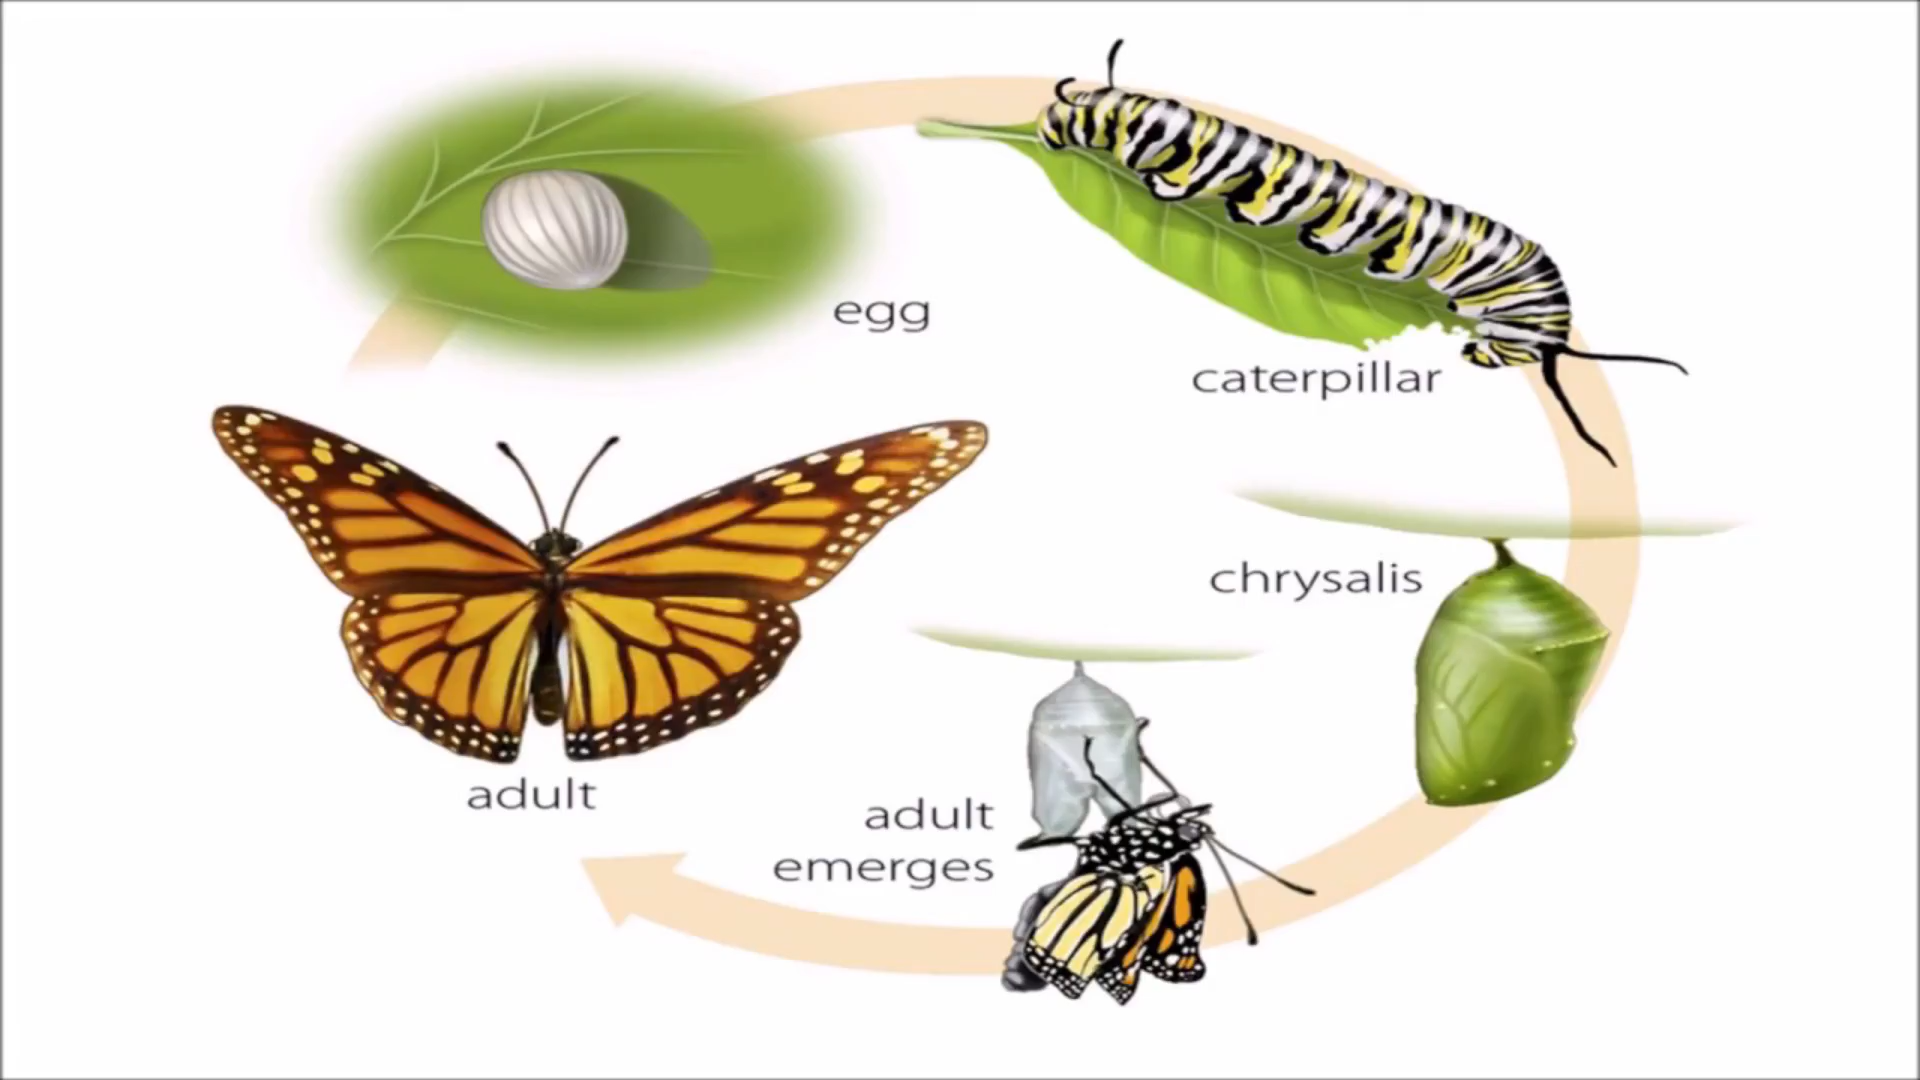 egg
caterpillar
chrysalis
adult
emerges
adult